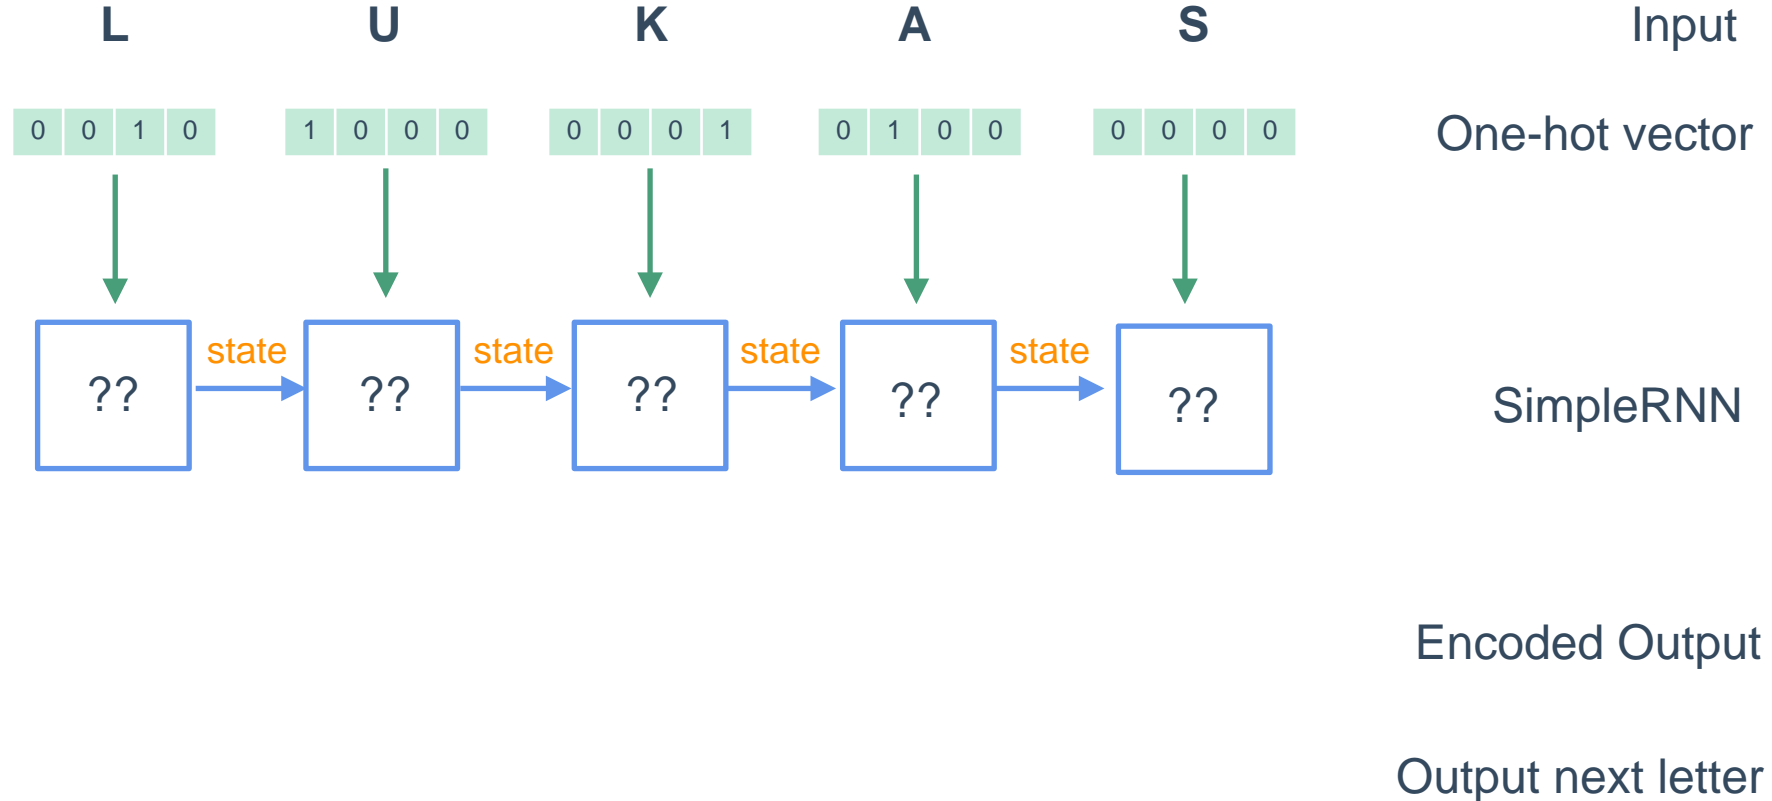 L U K A S Input
0 0 1 0 1 0 0 0 0 0 0 1 0 1 0 0 0 0 0 0 One-hot vector
state state state state
?? ?? ?? ?? ?? SimpleRNN
Encoded Output
Output next letter